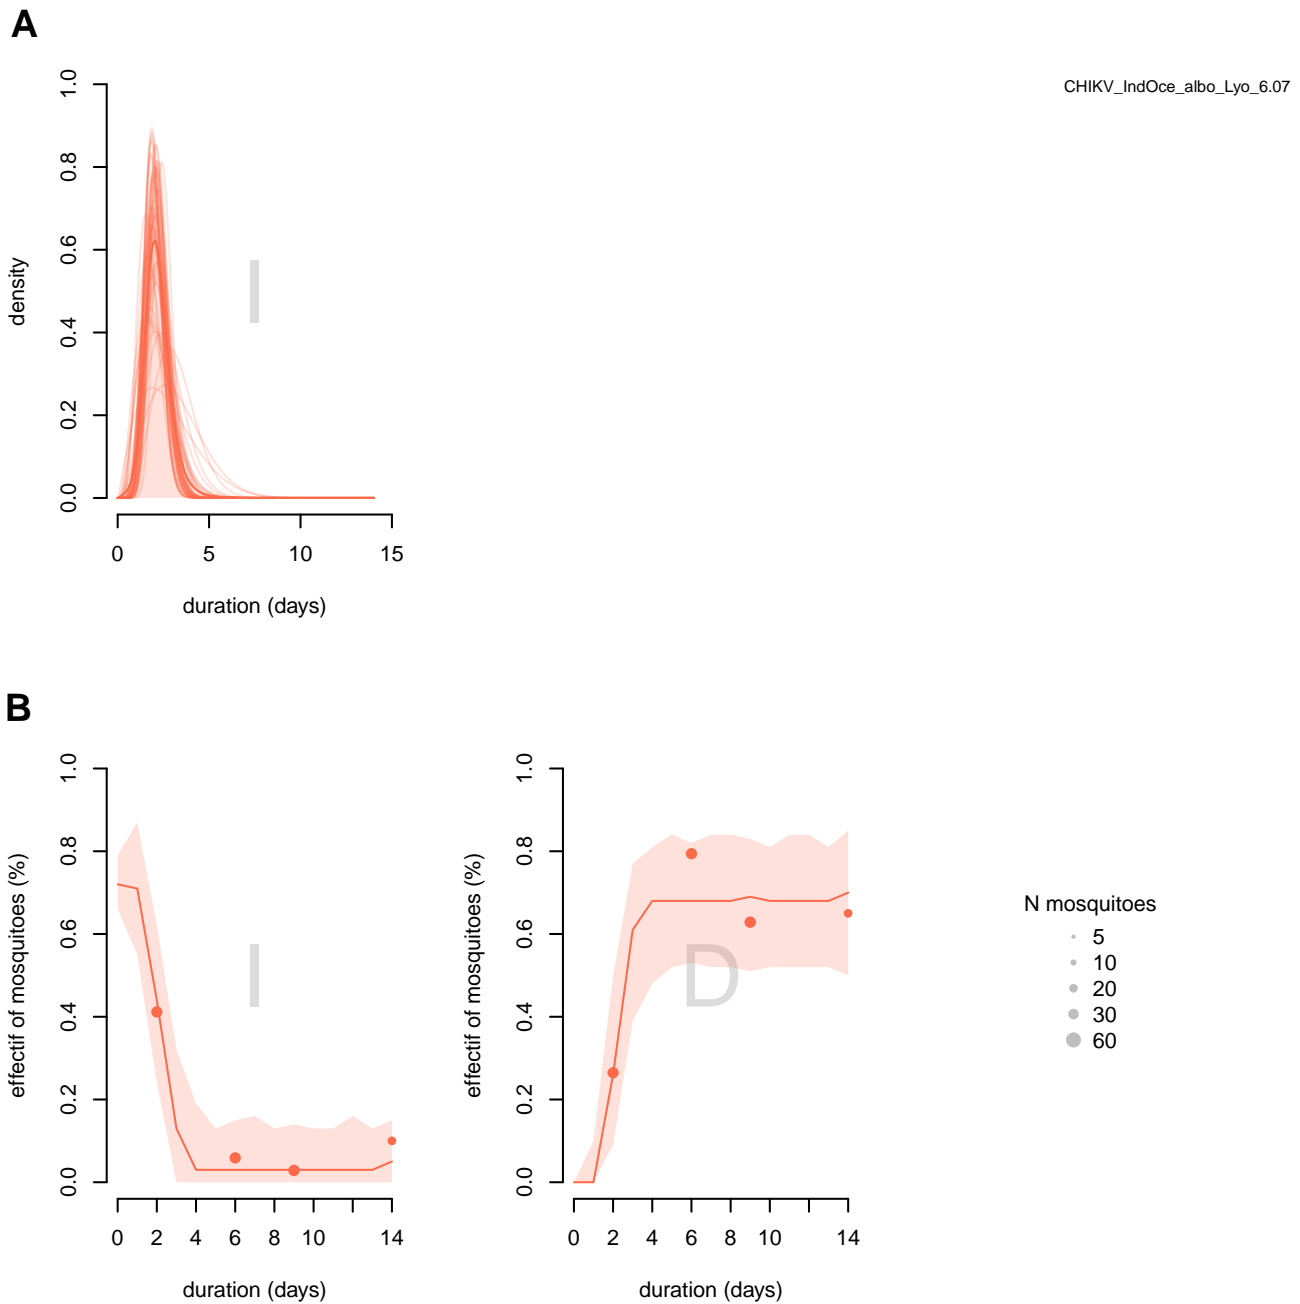 A
CHIKV_IndOce_albo_Lyo_6.07
1.0
0.8
0.6
0.4
0.2
0.0
density
I
0 5 10 15
duration (days)
B
1.0
0.8
0.6
0.4
0.2
0.0
effectif of mosquitoes (%)
I
0 2 4 6 8 10 14
duration (days)
1.0
0.8
0.6
0.4
0.2
0.0
effectif of mosquitoes (%)
D
0 2 4 6 8 10 14
duration (days)
N mosquitoes
5
10
20
30
60